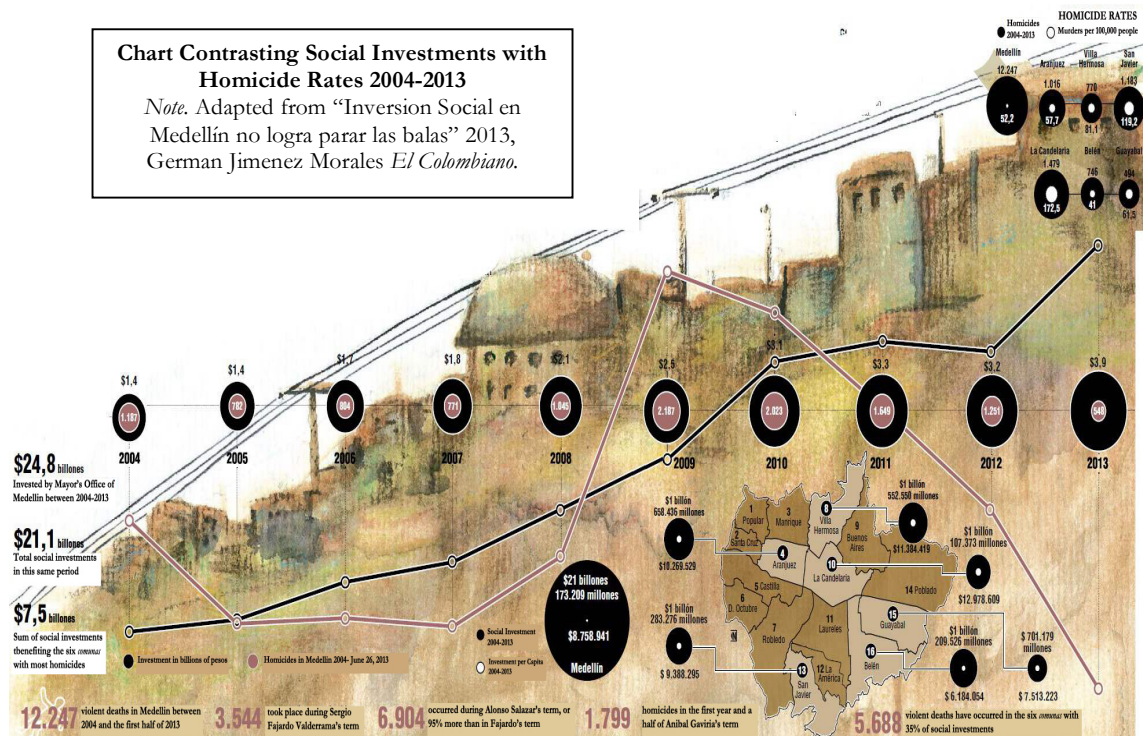 Chart Contrasting Social Investments with
Homicide Rates 2004-2013
Note. Adapted from “Inversion Social en
Medellín no logra parar las balas” 2013,
German Jimenez Morales El Colombiano.
HOMICIDE RATES
Homicides
2004-2013
Murders per 100,000 people
Medellín
12.247
52,2
Aranjuez
1.016
57,7
Villa
Hermosa
770
81,1
San
Javier
1.183
119,2
La Candelaria
1.479
172,5
Belén
746
41
Guayabal
494
61,5
$1,4
1.187
2004
$1,4
782
2005
$1,7
804
2006
$1,8
771
2007
$2,1
1.045
2008
$2,5
2.187
2009
$3,1
2.023
2010
$3,3
1.649
2011
$3,2
1.251
2012
$3,9
548
2013
$24,8 billones
Invested by Mayor's Office of
Medellin between 2004-2013
$21,1 billones
Total social investments
in this same period
$7,5 billones
Sum of social investments
tbenefiting the six comunas
with most homicides
Investment in billions of pesos
Homicides in Medellin 2004- June 26, 2013
$21 billones
173.209 millones
$8.758.941
Medellín
Social Investment
2004-2013
Investment per Capita
2004-2013
1
Popular
2
Santa Cruz
3
Manrique
4
Aranjuez
5 Castilla
6
D. Octubre
7
Robledo
8
Villa
Hermosa
9
Buenos
Aires
10
La Candelaria
11
Laureles
12 La
América
13
San
Javier
14 Poblado
15
Guayabal
16
Belén
N
$1 billón
658.436 millones
$10.269.529
$1 billón
283.276 millones
$ 9.388.295
$1 billón
552.550 millones
$11.384.419
$1 billón
107.373 millones
$12.978.609
$ 701.179
millones
$ 7.513.223
$1 billón
209.526 millones
$ 6.184.054
12.247 violent deaths in Medellin between
2004 and the first half of 2013
3.544 took place during Sergio
Fajardo Valderrama's term
6.904 occurred during Alonso Salazar's term, or
95% more than in Fajardo's term
1.799 homicides in the first year and a
half of Anibal Gaviria's term
5.688 violent deaths have occurred in the six comunas with
35% of social investments